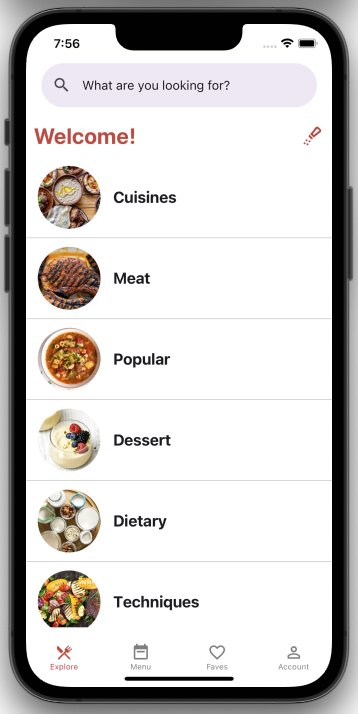 7:56
What are you looking for?
Welcome!
Cuisines
Meat
Popular
Dessert
Dietary
Techniques
Explore
Menu
Faves
Account